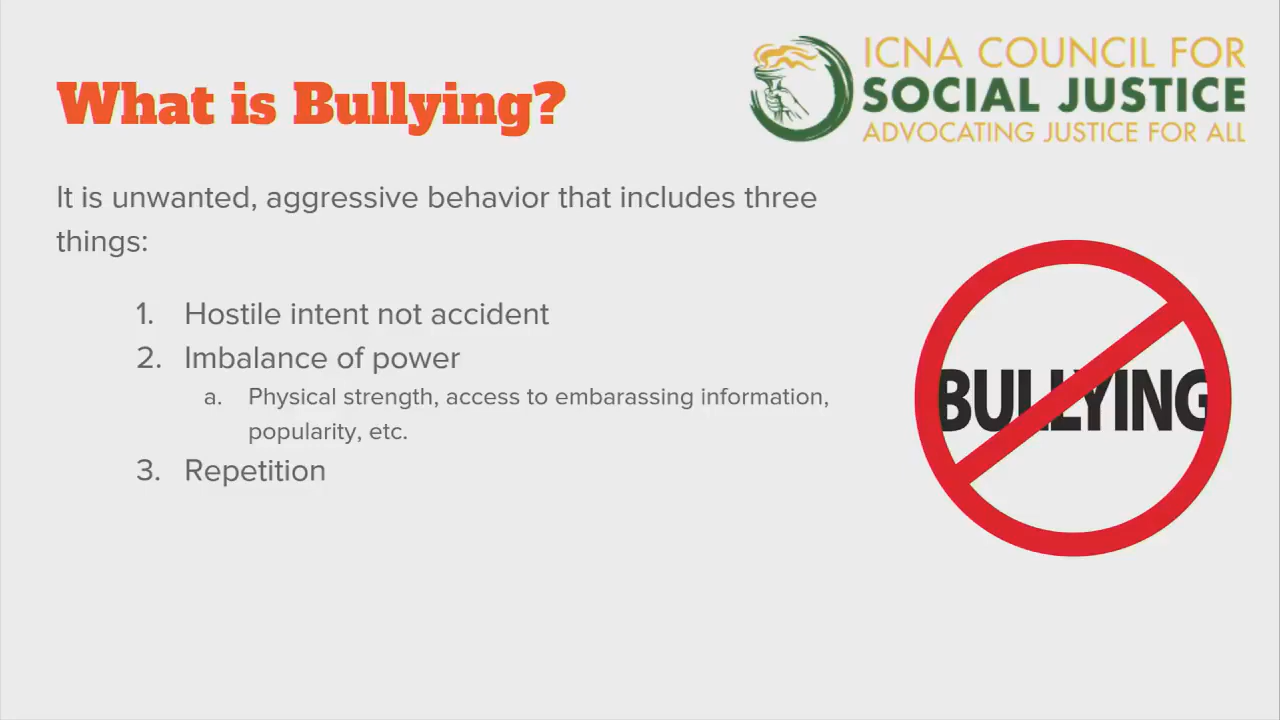 What is Bullying?
ICNA COUNCIL FOR
SOCIAL JUSTICE
ADVOCATING JUSTICE FOR ALL
It is unwanted, aggressive behavior that includes three
things:
1. Hostile intent not accident
2. Imbalance of power
a. Physical strength, access to embarassing information,
popularity, etc.
3. Repetition
BULLYING